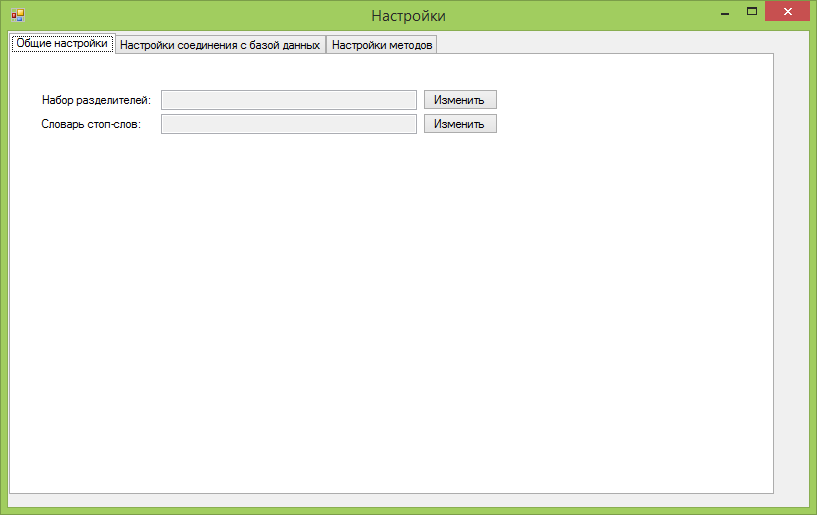 Настройки
Общие настройки Настройки соединения с базой данных Настройки методов
Набор разделителей: Изменить
Словарь стоп-слов: Изменить